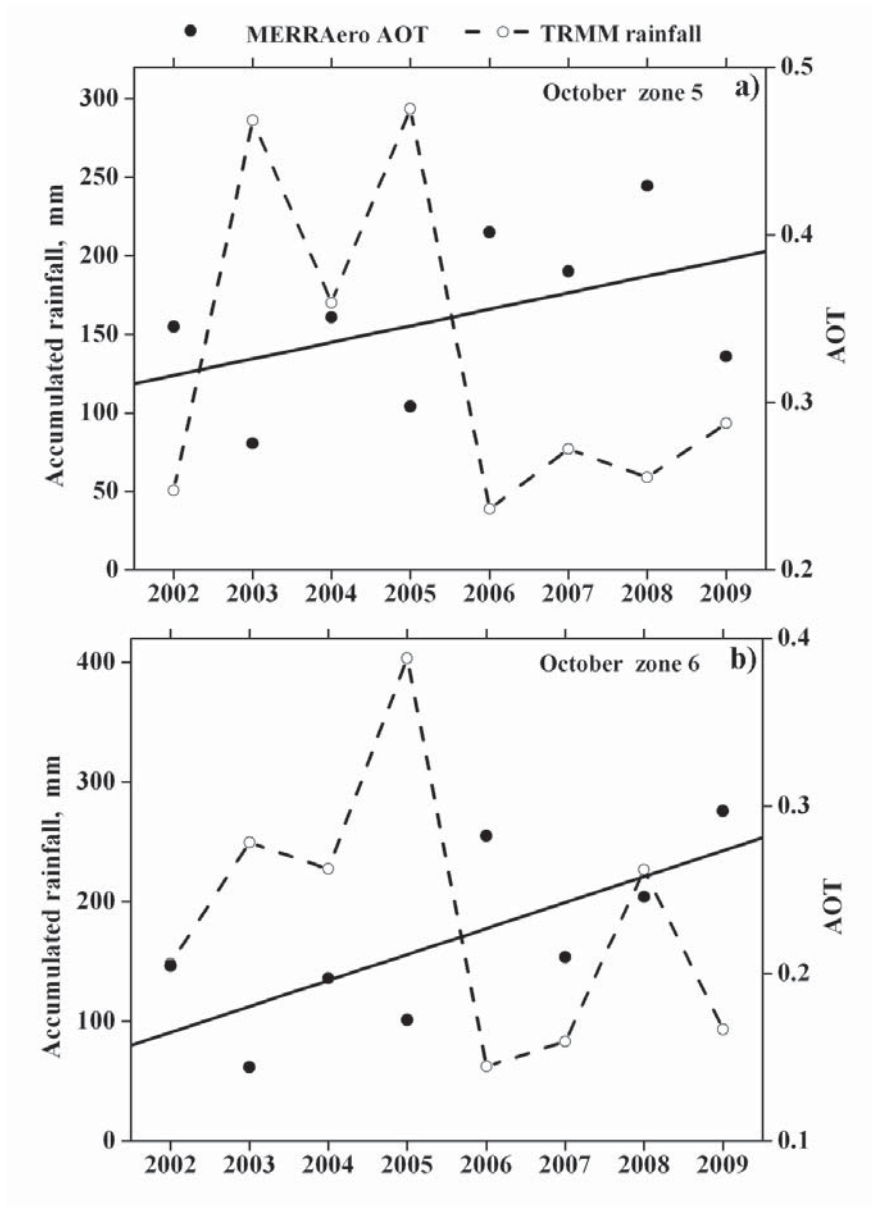 MERRAero AOT TRMM rainfall
October zone 5 a)
Accumulated rainfall, mm
300
250
200
150
100
50
0
AOT
0.5
0.4
0.3
0.2
2002 2003 2004 2005 2006 2007 2008 2009
October zone 6 b)
Accumulated rainfall, mm
400
300
200
100
0
AOT
0.4
0.3
0.2
0.1
2002 2003 2004 2005 2006 2007 2008 2009